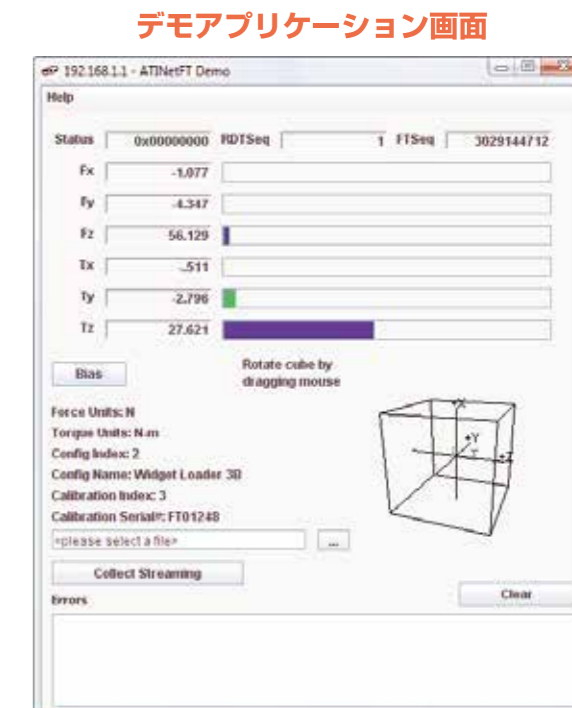 デモアプリケーション画面
192.168.1.1 - ATINetFT Demo
Help
Status 0x00000000 RDTSeq 1 FTSeq 3029144712
Fx -1.077
Fy -4.347
Fz 56.129
Tx -.511
Ty -2.796
Tz 27.621
Bias
Rotate cube by
dragging mouse
Force Units: N
Torque Units: N-m
Config Index: 2
Config Name: Widget Loader 3B
Calibration Index: 3
Calibration Serial#: FT01248
<please select a file>
...
Collect Streaming
Clear
Errors
+X
+Y
+Z